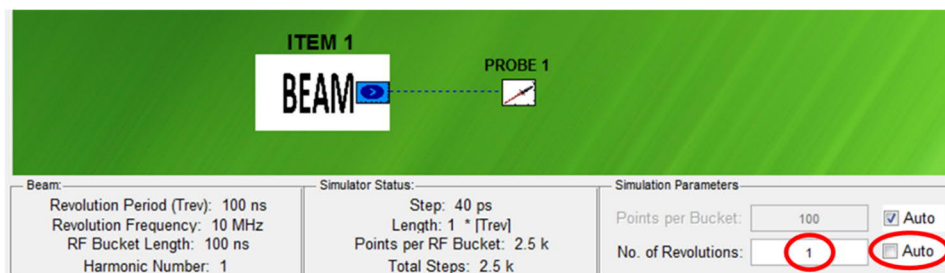 ITEM 1
BEAM
PROBE 1
Beam:
Revolution Period (Trev): 100 ns
Revolution Frequency: 10 MHz
RF Bucket Length: 100 ns
Harmonic Number: 1
Simulator Status:
Step: 40 ps
Length: 1 * [Trev]
Points per RF Bucket: 2.5 k
Total Steps: 2.5 k
Simulation Parameters
Points per Bucket: 100 Auto
No. of Revolutions: 1 Auto